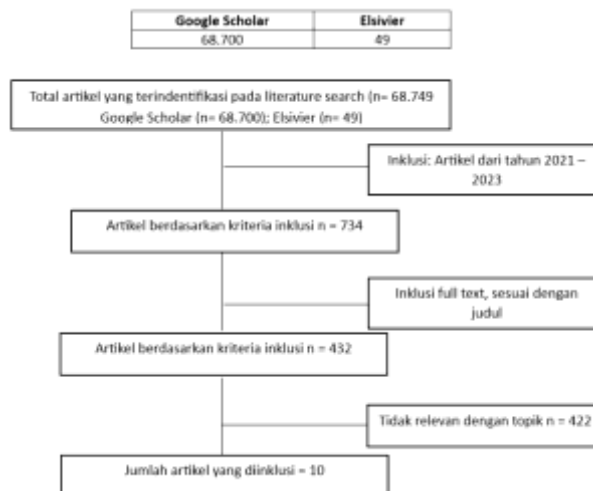 Google Scholar Elsivier
68.700 49
Total artikel yang terindentifikasi pada literature search (n= 68.749
Google Scholar (n= 68.700); Elsivier (n= 49)
Inklusi: Artikel dari tahun 2021 –
2023
Artikel berdasarkan kriteria inklusi n = 734
Inklusi full text, sesuai dengan
judul
Artikel berdasarkan kriteria inklusi n = 432
Tidak relevan dengan topik n = 422
Jumlah artikel yang diinklusi = 10